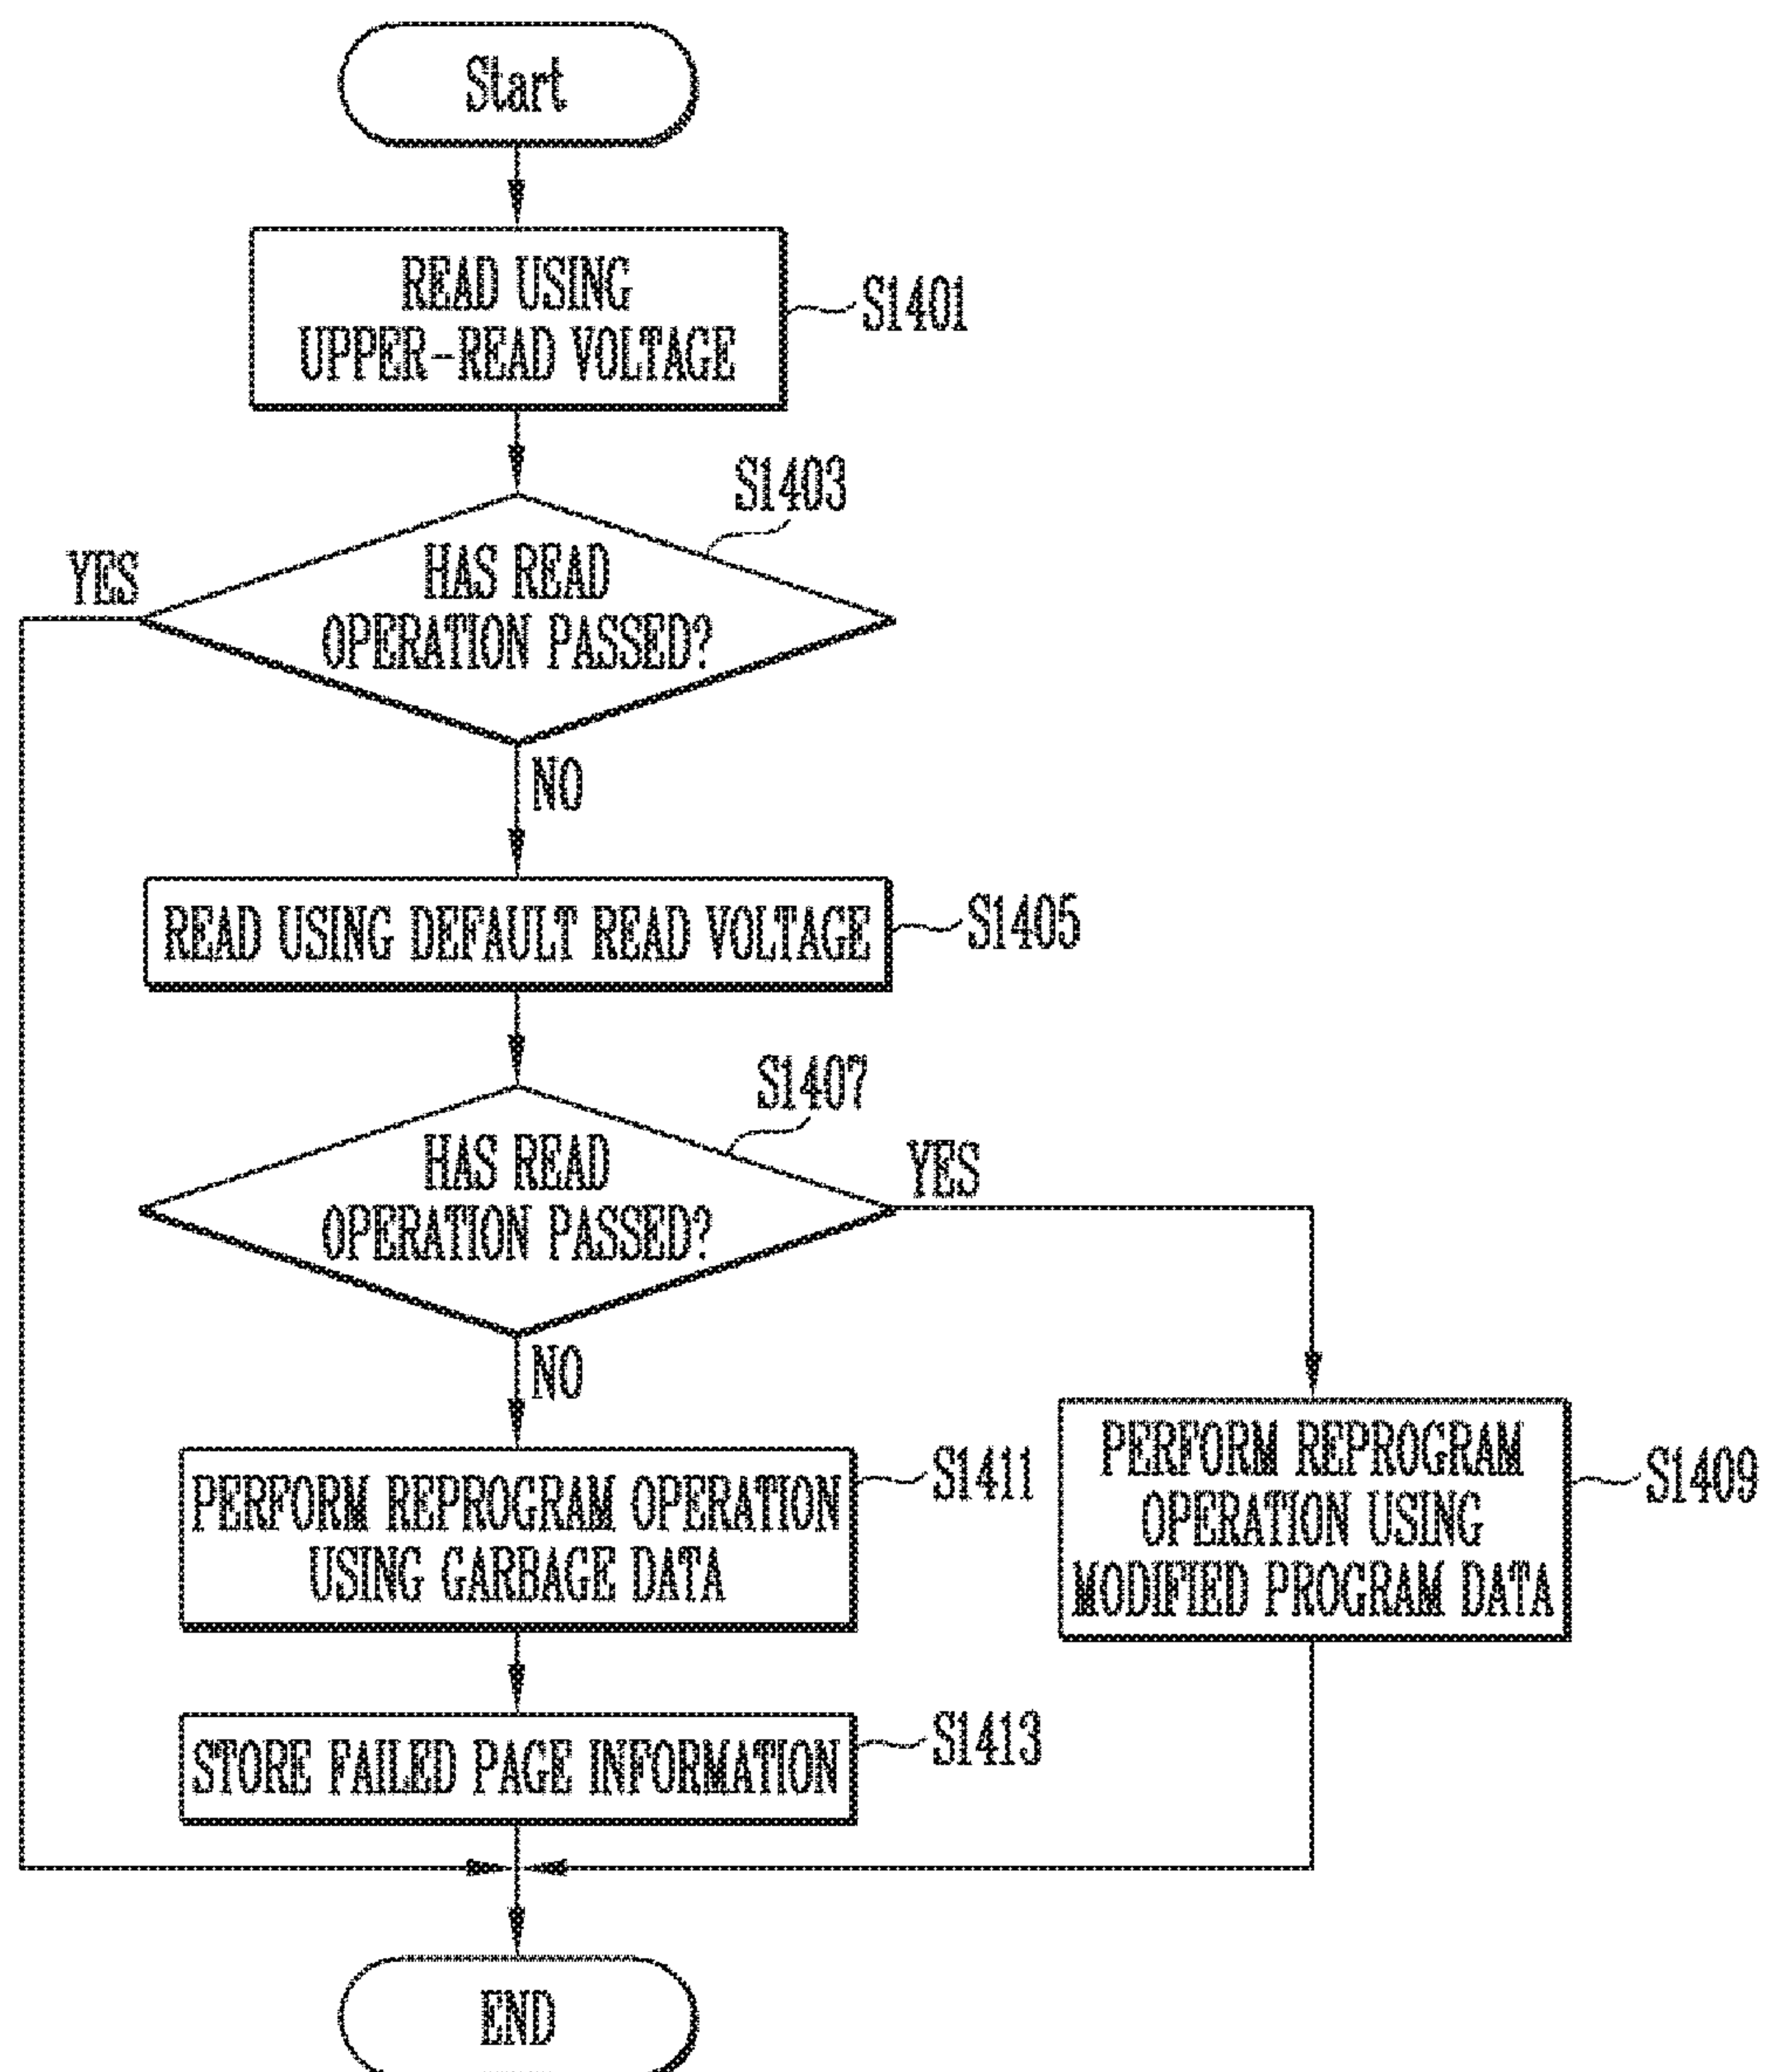 Start
READ USING
UPPER-READ VOLTAGE
S1401
S1403
HAS READ
OPERATION PASSED?
YES
NO
READ USING DEFAULT READ VOLTAGE
S1405
S1407
HAS READ
OPERATION PASSED?
YES
NO
PERFORM REPROGRAM OPERATION
USING GARBAGE DATA
S1411
PERFORM REPROGRAM
OPERATION USING
MODIFIED PROGRAM DATA
S1409
STORE FAILED PAGE INFORMATION
S1413
END